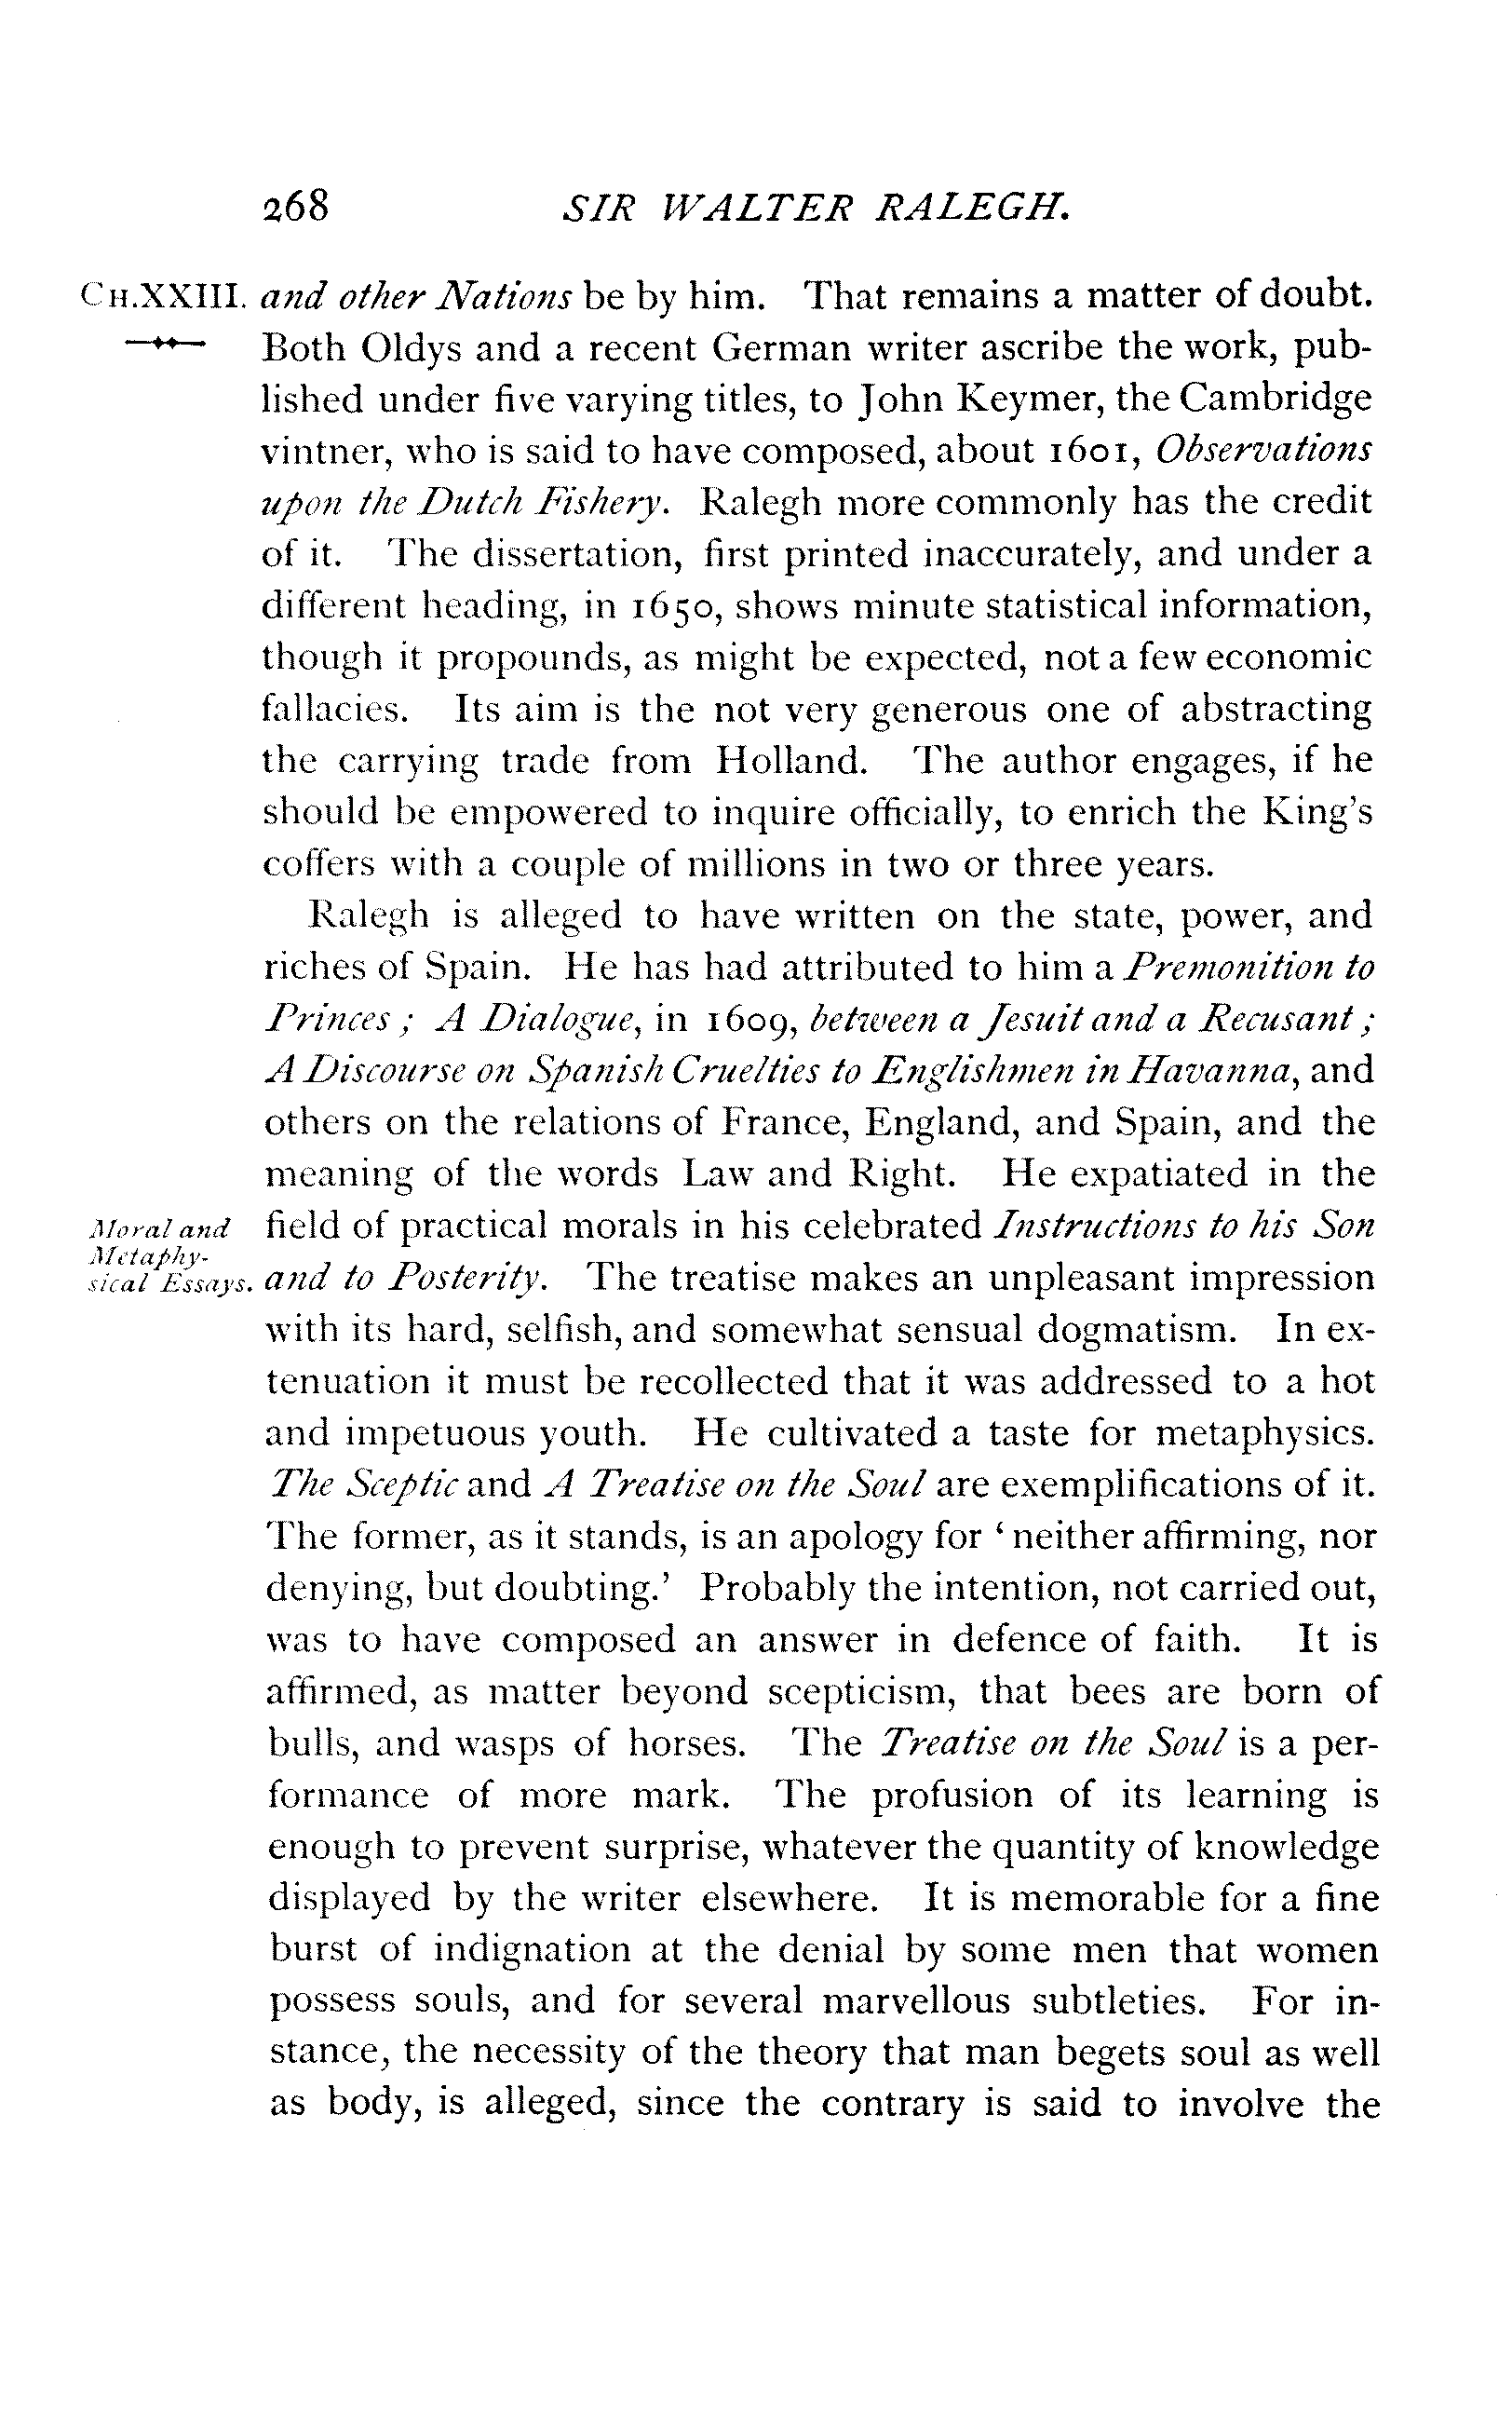 268 SIR WALTER RALEGH.
CH.XXIII. and other Nations be by him. That remains a matter of doubt.
Both Oldys and a recent German writer ascribe the work, pub-
lished under five varying titles, to John Keymer, the Cambridge
vintner, who is said to have composed, about 1601, Observations
upon the Dutch Fishery. Ralegh more commonly has the credit
of it. The dissertation, first printed inaccurately, and under a
different heading, in 1650, shows minute statistical information,
though it propounds, as might be expected, not a few economic
fallacies. Its aim is the not very generous one of abstracting
the carrying trade from Holland. The author engages, if he
should be empowered to inquire officially, to enrich the King's
coffers with a couple of millions in two or three years.
Ralegh is alleged to have written on the state, power, and
riches of Spain. He has had attributed to him a Premonition to
Princes ; A Dialogue, in 1609, between a Jesuit and a Recusant ;
A Discourse on Spanish Cruelties to Englishmen in Havanna, and
others on the relations of France, England, and Spain, and the
meaning of the words Law and Right. He expatiated in the
Moral and
Metaphy-
sical Essays.
field of practical morals in his celebrated Instructions to his Son
and to Posterity. The treatise makes an unpleasant impression
with its hard, selfish, and somewhat sensual dogmatism. In ex-
tenuation it must be recollected that it was addressed to a hot
and impetuous youth. He cultivated a taste for metaphysics.
The Sceptic and A Treatise on the Soul are exemplifications of it.
The former, as it stands, is an apology for ‘ neither affirming, nor
denying, but doubting.’ Probably the intention, not carried out,
was to have composed an answer in defence of faith. It is
affirmed, as matter beyond scepticism, that bees are born of
bulls, and wasps of horses. The Treatise on the Soul is a per-
formance of more mark. The profusion of its learning is
enough to prevent surprise, whatever the quantity of knowledge
displayed by the writer elsewhere. It is memorable for a fine
burst of indignation at the denial by some men that women
possess souls, and for several marvellous subtleties. For in-
stance, the necessity of the theory that man begets soul as well
as body, is alleged, since the contrary is said to involve the